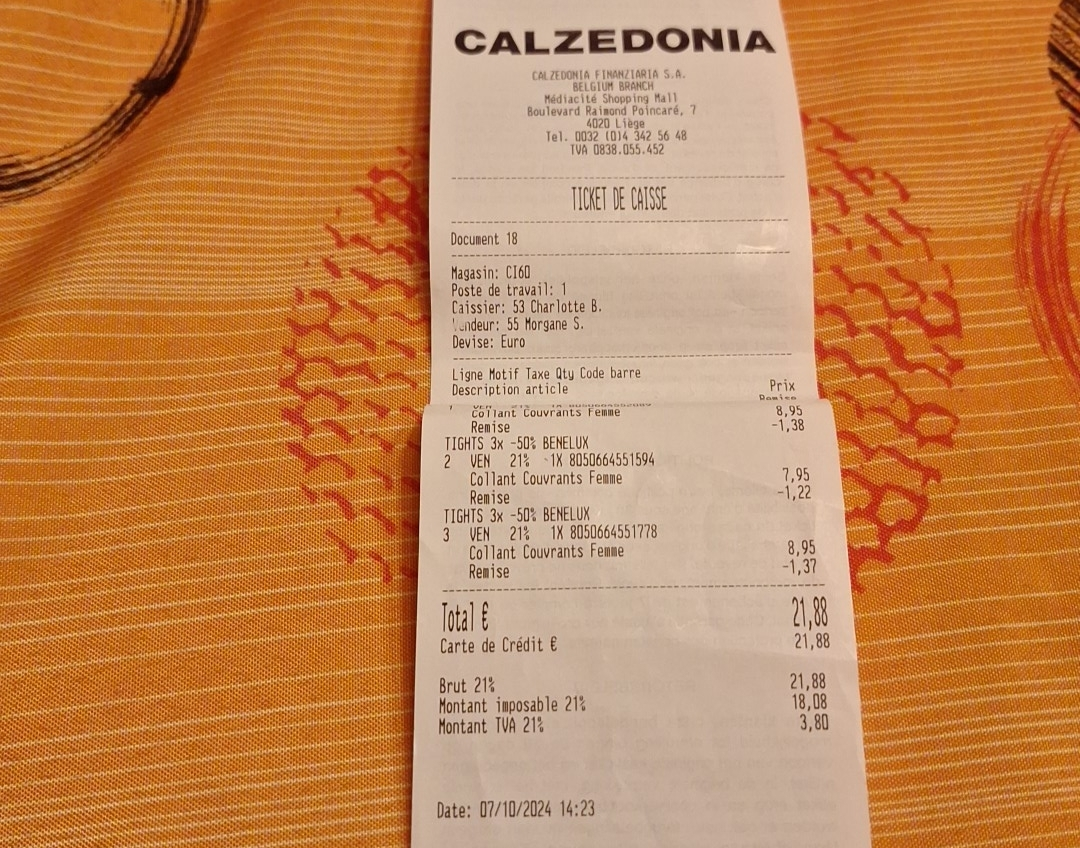 CALZEDONIA
CALZEDONIA FINANZIARIA S.A.
BELGIUM BRANCH
Médiacité Shopping Mall
Boulevard Raimond Poincaré, 7
4020 Liège
Tel. 0032 (0)4 342 56 48
TVA 0838.055.452
TICKET DE CAISSE
Document 18
Magasin: CI60
Poste de travail: 1
Caissier: 53 Charlotte B.
55 Morgane S.
Devise: Euro
Ligne Motif Taxe Qty Code barre
Description article Prix
Remise
Collant Couvrants Femme 8,95
Remise -1,38
TIGHTS 3x -50% BENELUX
2 VEN 21% -1X 8050664551594
Collant Couvrants Femme 7,95
Remise -1,22
TIGHTS 3x -50% BENELUX
3 VEN 21% 1X 8050664551778
Collant Couvrants Femme 8,95
Remise -1,37
Total € 21,88
Carte de Crédit € 21,88
Brut 21% 21,88
Montant imposable 21% 18,08
Montant TVA 21% 3,80
Date: 07/10/2024 14:23